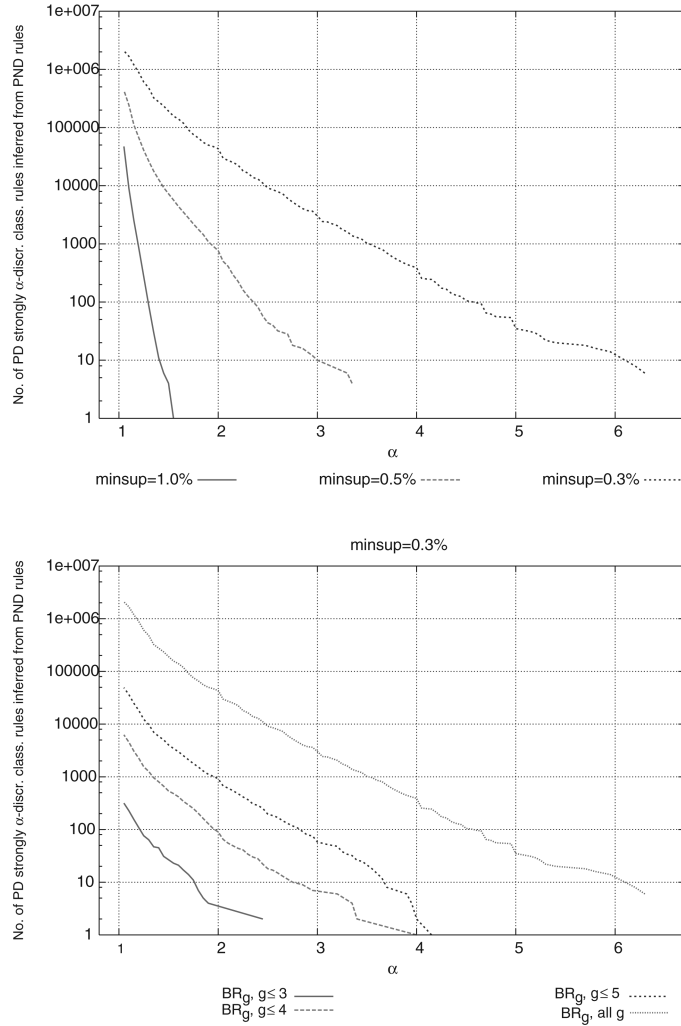 No. of PD strongly α-discr. class. rules inferred from PND rules
1e+007
1e+006
100000
10000
1000
100
10
1
1 2 3 4 5 6
α
minsup=1.0% minsup=0.5% minsup=0.3%
minsup=0.3%
No. of PD strongly α-discr. class. rules inferred from PND rules
1e+007
1e+006
100000
10000
1000
100
10
1
1 2 3 4 5 6
α
BRg, g≤3 BRg, g≤5
BRg, g≤4 BRg, all g